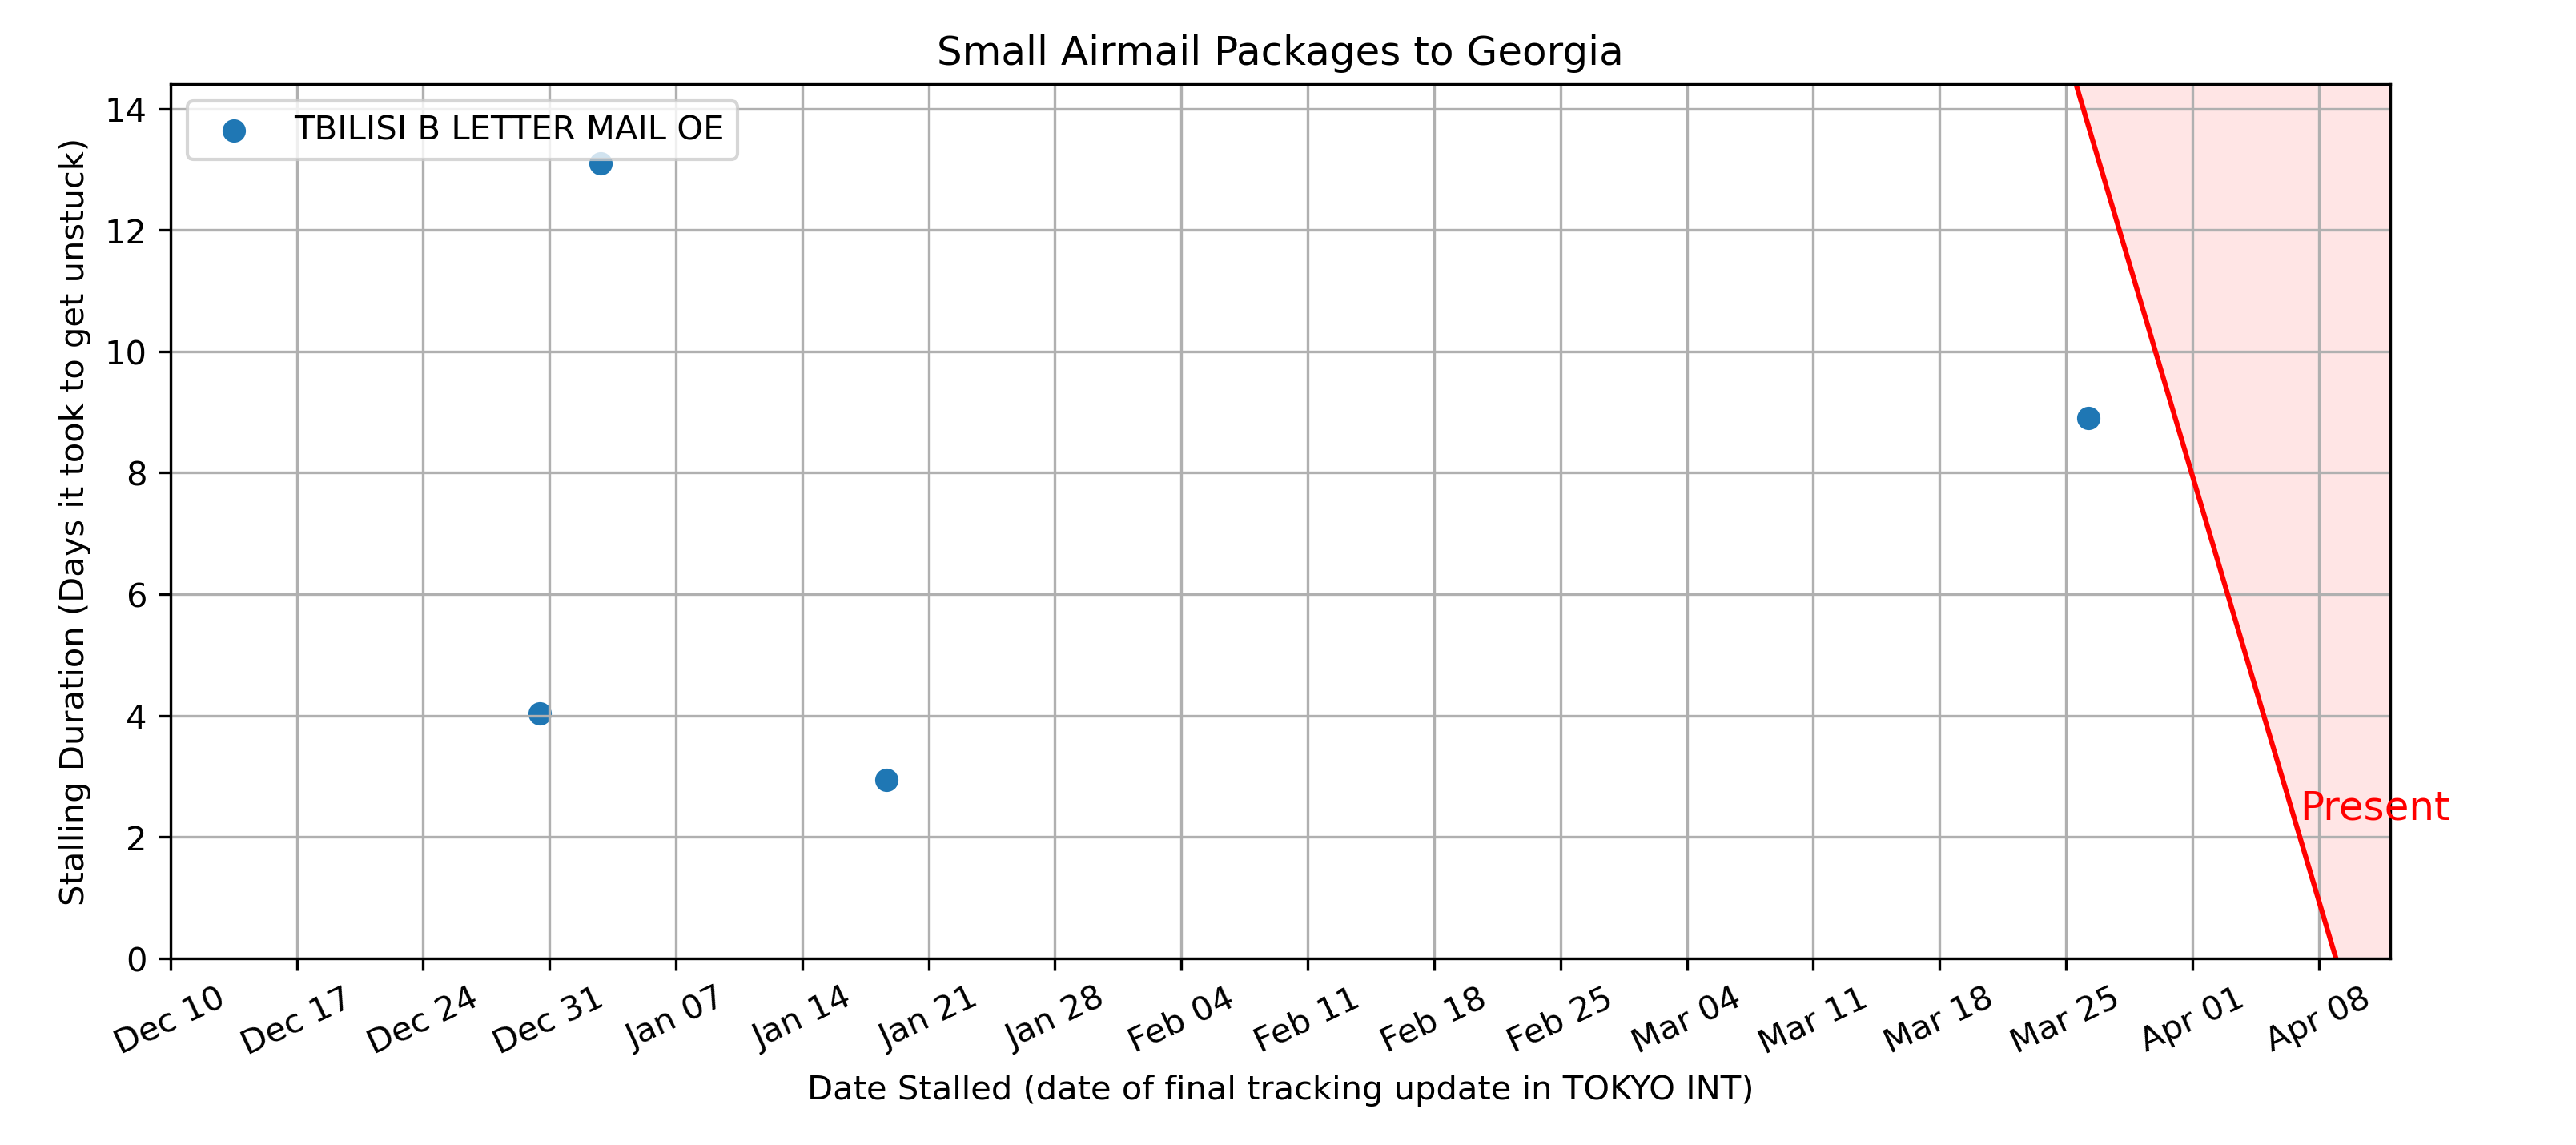 Small Airmail Packages to Georgia
TBILISI B LETTER MAIL OE
Stalling Duration (Days it took to get unstuck)
14
12
10
8
6
4
2
0
Present
Dec 10
Dec 17
Dec 24
Dec 31
Jan 07
Jan 14
Jan 21
Jan 28
Feb 04
Feb 11
Feb 18
Feb 25
Mar 04
Mar 11
Mar 18
Mar 25
Apr 01
Apr 08
Date Stalled (date of final tracking update in TOKYO INT)